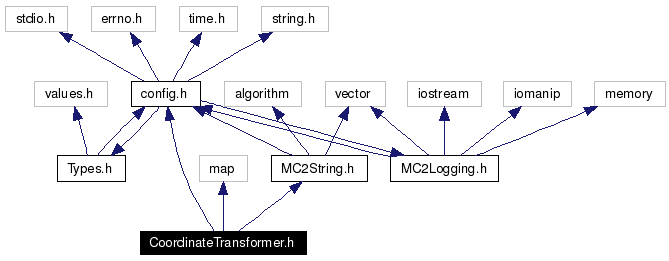 stdio.h errno.h time.h string.h
values.h config.h algorithm vector iostream iomanip memory
Types.h map MC2String.h MC2Logging.h
CoordinateTransformer.h